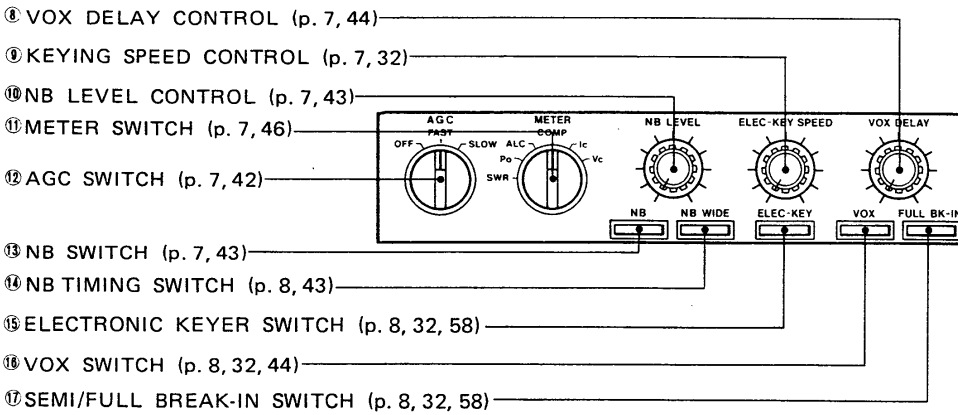 ⑧ VOX DELAY CONTROL (p. 7, 44)
⑨ KEYING SPEED CONTROL (p. 7, 32)
⑩ NB LEVEL CONTROL (p. 7, 43)
⑪ METER SWITCH (p. 7, 46)
⑫ AGC SWITCH (p. 7, 42)
⑬ NB SWITCH (p. 7, 43)
⑭ NB TIMING SWITCH (p. 8, 43)
⑮ ELECTRONIC KEYER SWITCH (p. 8, 32, 58)
⑯ VOX SWITCH (p. 8, 32, 44)
⑰ SEMI/FULL BREAK-IN SWITCH (p. 8, 32, 58)
AGC
FAST
OFF
SLOW
METER
COMP
ALC
Ic
Po
Vc
SWR
NB LEVEL
ELEC-KEY SPEED
VOX DELAY
NB
NB WIDE
ELEC-KEY
VOX
FULL BK-IN